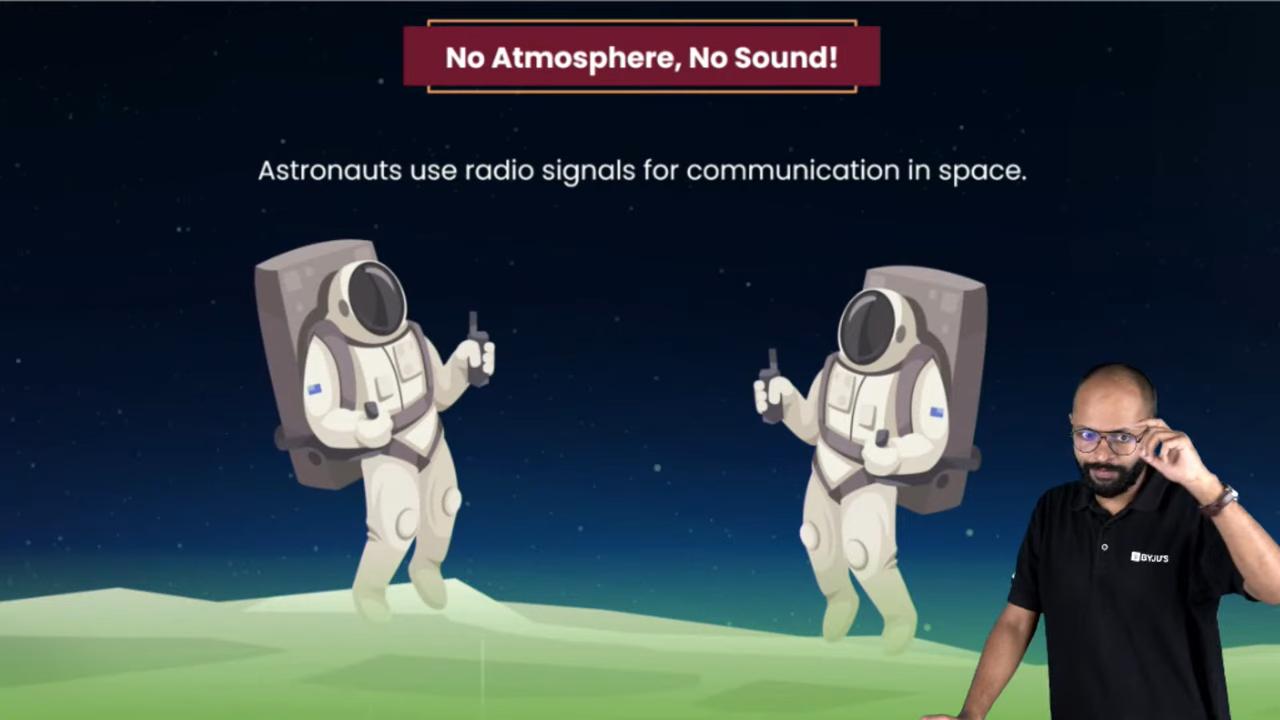 No Atmosphere, No Sound!
Astronauts use radio signals for communication in space.
BYJU'S